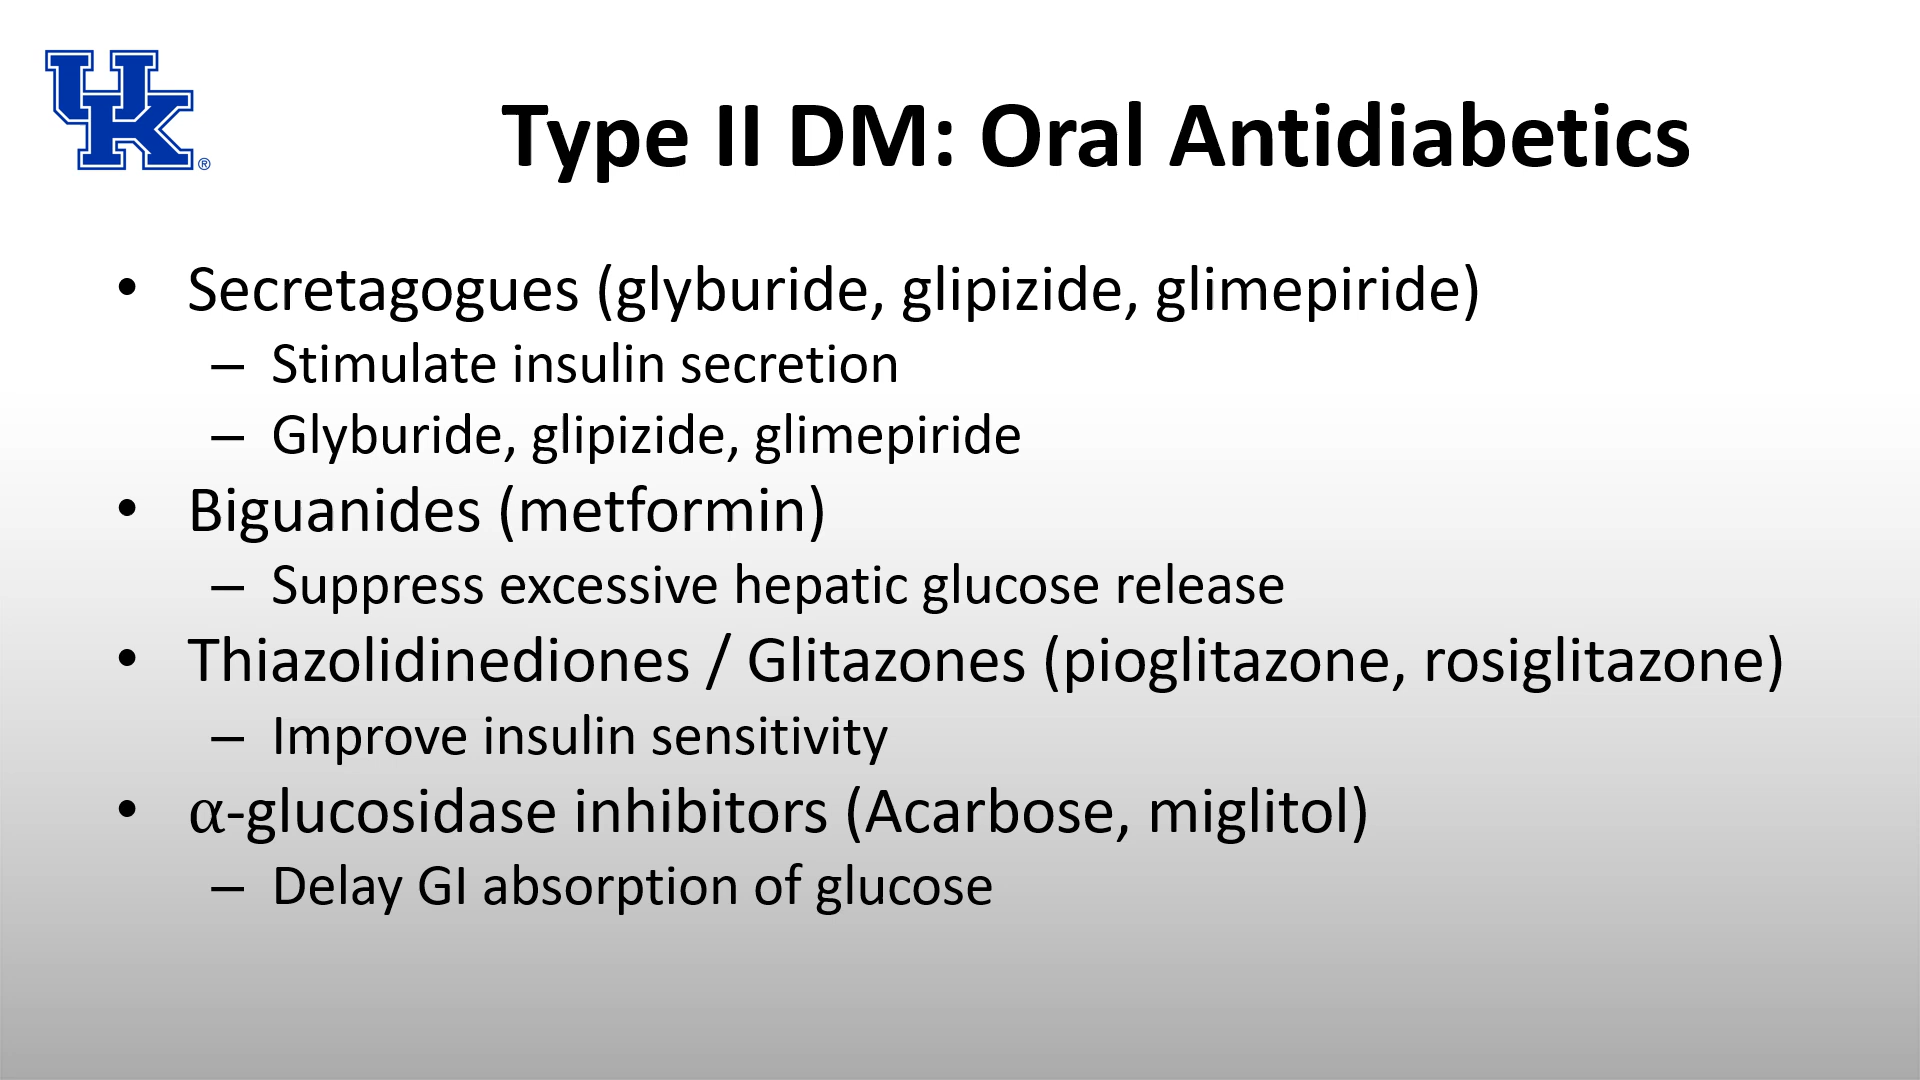 UK®
Type II DM: Oral Antidiabetics
• Secretagogues (glyburide, glipizide, glimepiride)
– Stimulate insulin secretion
– Glyburide, glipizide, glimepiride
• Biguanides (metformin)
– Suppress excessive hepatic glucose release
• Thiazolidinediones / Glitazones (pioglitazone, rosiglitazone)
– Improve insulin sensitivity
• α-glucosidase inhibitors (Acarbose, miglitol)
– Delay GI absorption of glucose